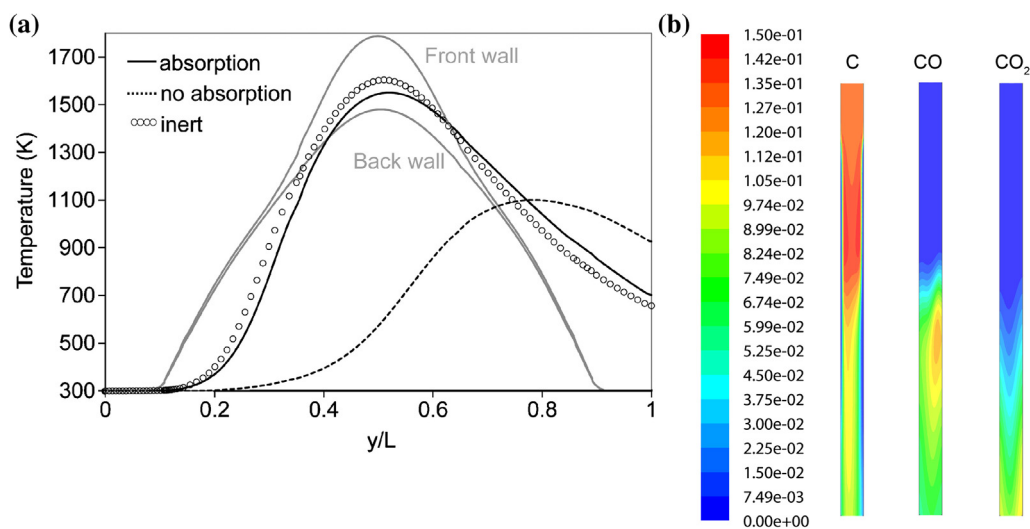 (a)
1700
1500
1300
1100
900
700
500
300
Temperature (K)
absorption
no absorption
inert
Front wall
Back wall
0
0.2
0.4
0.6
0.8
1
y/L
(b)
1.50e-01
1.42e-01
1.35e-01
1.27e-01
1.20e-01
1.12e-01
1.05e-01
9.74e-02
8.99e-02
8.24e-02
7.49e-02
6.74e-02
5.99e-02
5.25e-02
4.50e-02
3.00e-02
2.25e-02
1.50e-02
7.49e-03
0.00e+00
C CO CO₂